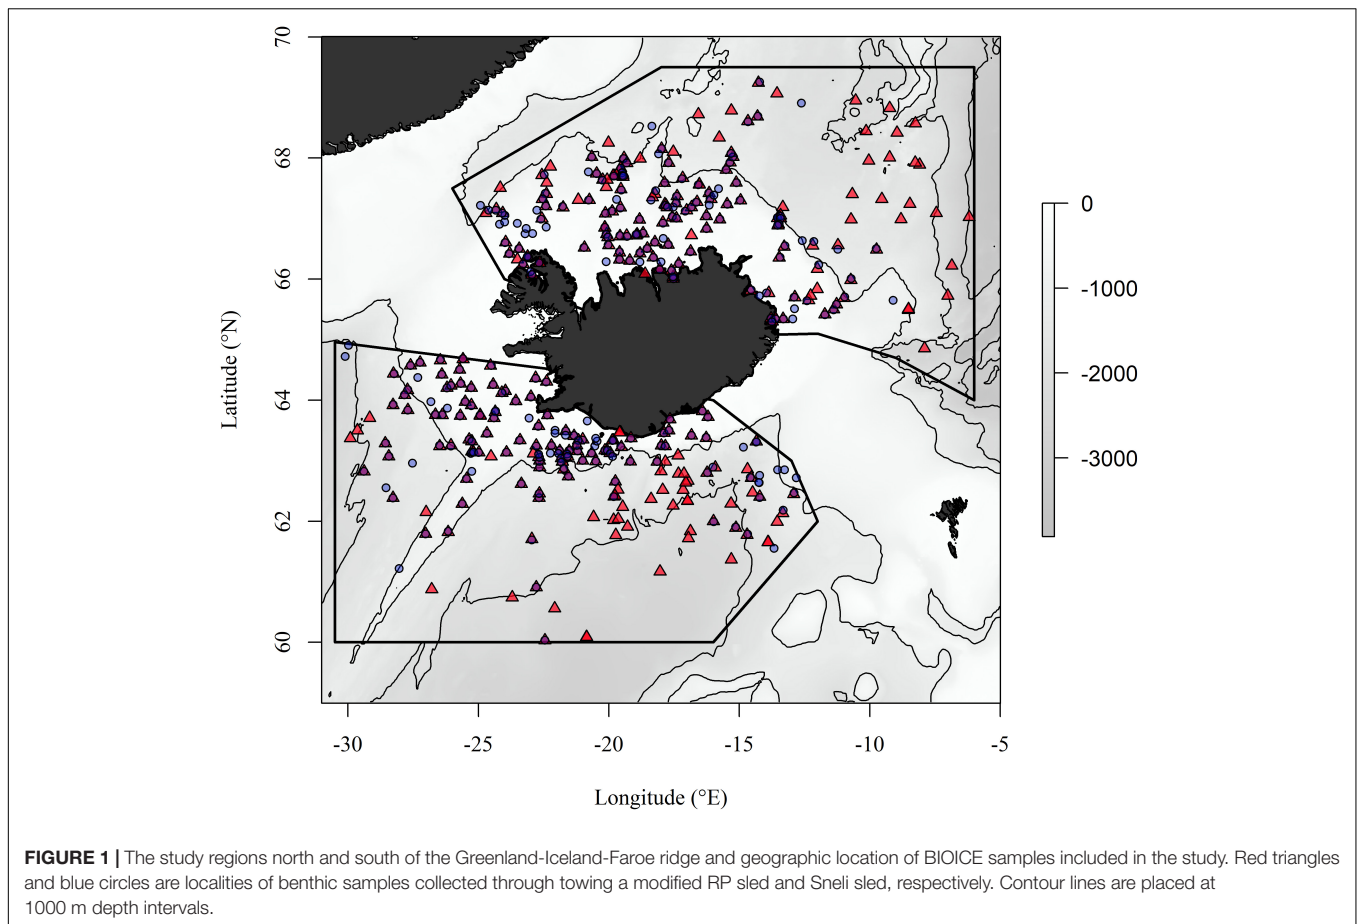 70
68
66
64
62
60
Latitude (°N)
-30 -25 -20 -15 -10 -5
Longitude (°E)
0
-1000
-2000
-3000
FIGURE 1 | The study regions north and south of the Greenland-Iceland-Faroe ridge and geographic location of BIOICE samples included in the study. Red triangles
and blue circles are localities of benthic samples collected through towing a modified RP sled and Sneli sled, respectively. Contour lines are placed at
1000 m depth intervals.